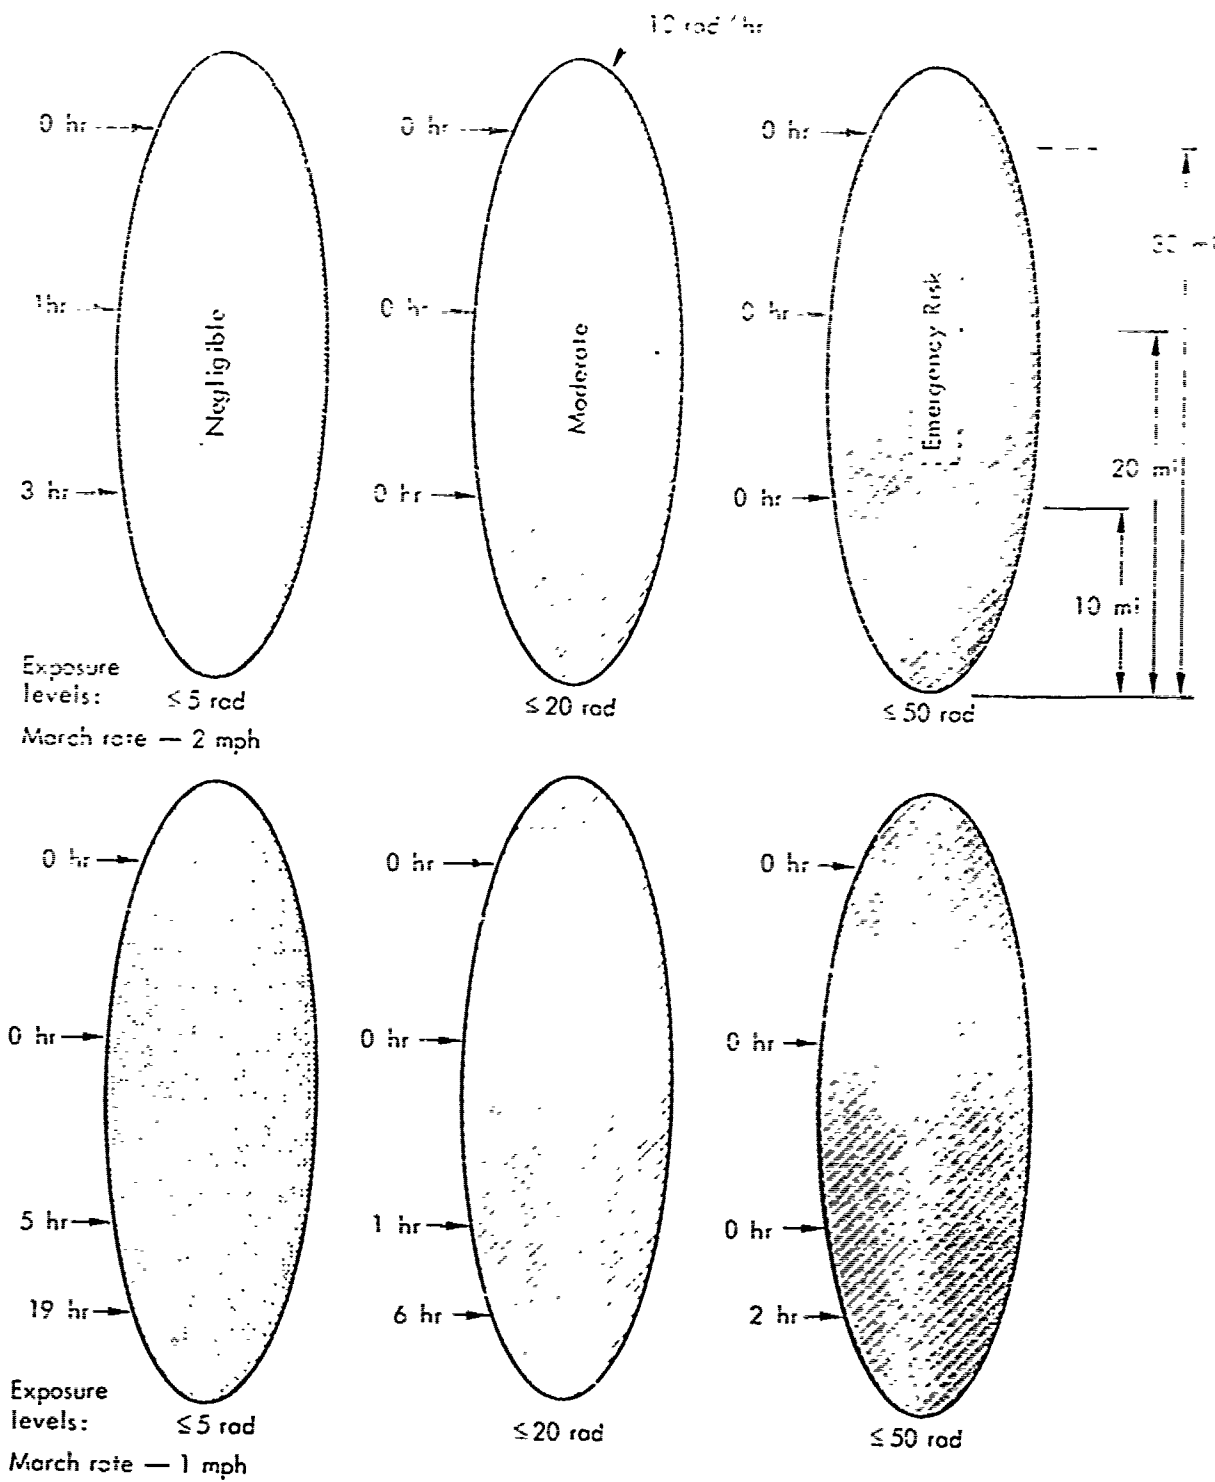 10 rad/hr
0 hr
0 hr
0 hr
30 mi
1hr
0 hr
0 hr
Negligible
Moderate
Emergency Risk
20 mi
3 hr
0 hr
0 hr
10 mi
Exposure
levels:
≤ 5 rad
≤ 20 rad
≤ 50 rad
March rate — 2 mph
0 hr
0 hr
0 hr
0 hr
0 hr
0 hr
5 hr
1 hr
0 hr
19 hr
6 hr
2 hr
Exposure
levels:
≤ 5 rad
≤ 20 rad
≤ 50 rad
March rate — 1 mph